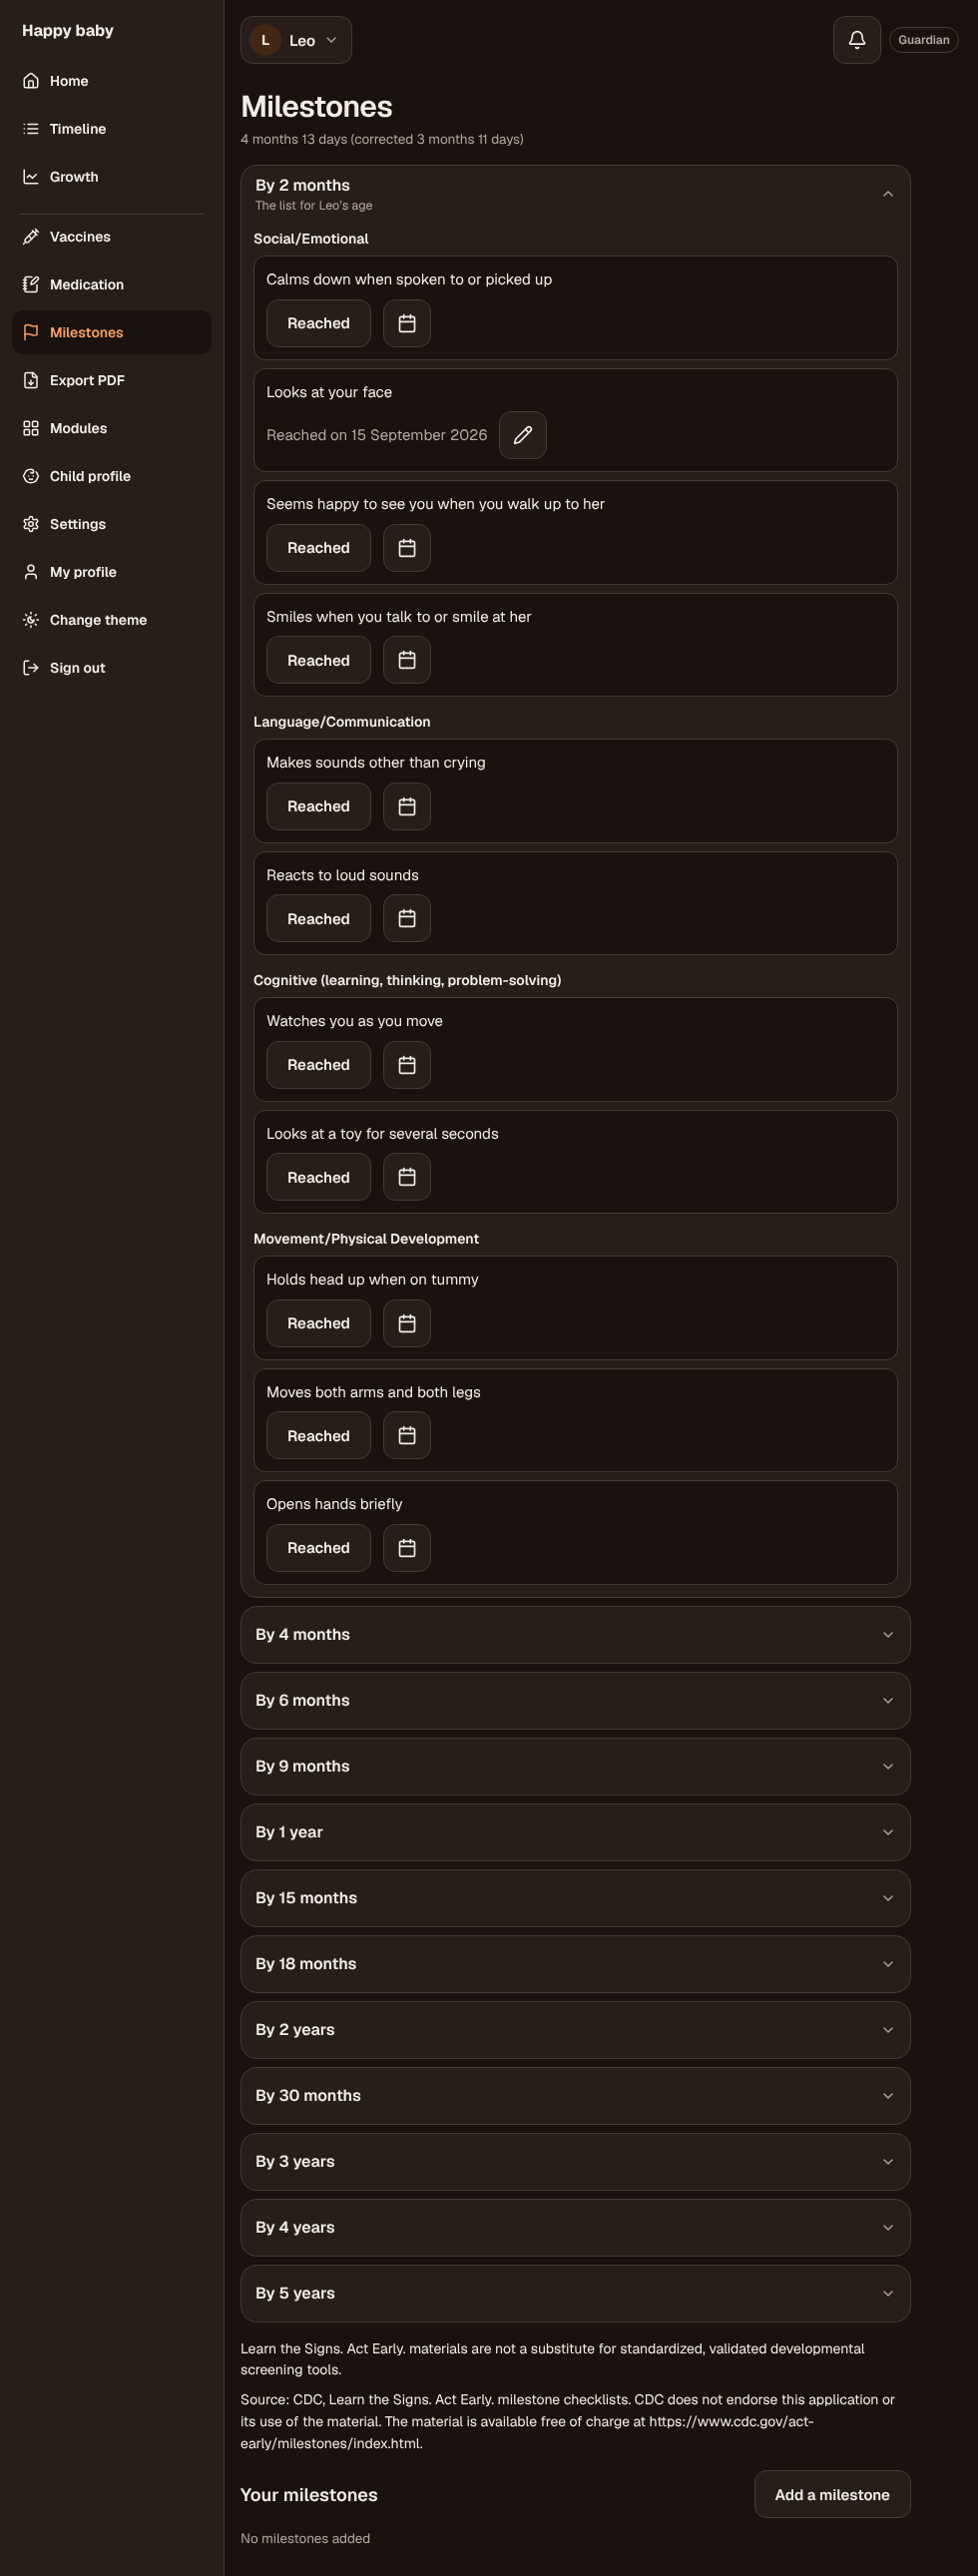 Happy baby
Home
Timeline
Growth
Vaccines
Medication
Milestones
Export PDF
Modules
Child profile
Settings
My profile
Change theme
Sign out
L Leo
Guardian
Milestones
4 months 13 days (corrected 3 months 11 days)
By 2 months
The list for Leo's age
Social/Emotional
Calms down when spoken to or picked up
Reached
Looks at your face
Reached on 15 September 2026
Seems happy to see you when you walk up to her
Reached
Smiles when you talk to or smile at her
Reached
Language/Communication
Makes sounds other than crying
Reached
Reacts to loud sounds
Reached
Cognitive (learning, thinking, problem-solving)
Watches you as you move
Reached
Looks at a toy for several seconds
Reached
Movement/Physical Development
Holds head up when on tummy
Reached
Moves both arms and both legs
Reached
Opens hands briefly
Reached
By 4 months
By 6 months
By 9 months
By 1 year
By 15 months
By 18 months
By 2 years
By 30 months
By 3 years
By 4 years
By 5 years
Learn the Signs. Act Early. materials are not a substitute for standardized, validated developmental
screening tools.
Source: CDC, Learn the Signs. Act Early. milestone checklists. CDC does not endorse this application or
its use of the material. The material is available free of charge at https://www.cdc.gov/act-
early/milestones/index.html.
Your milestones
Add a milestone
No milestones added